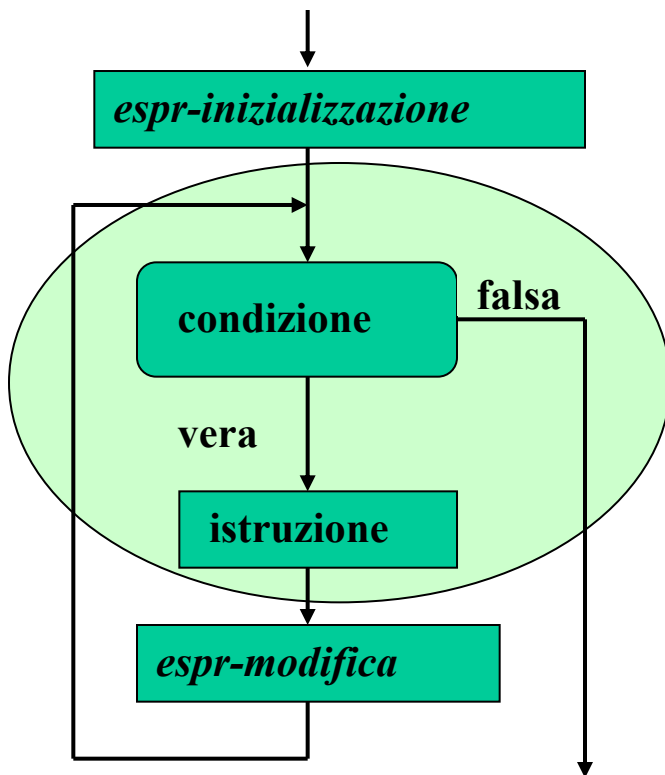 espr-inizializzazione
condizione
falsa
vera
istruzione
espr-modifica